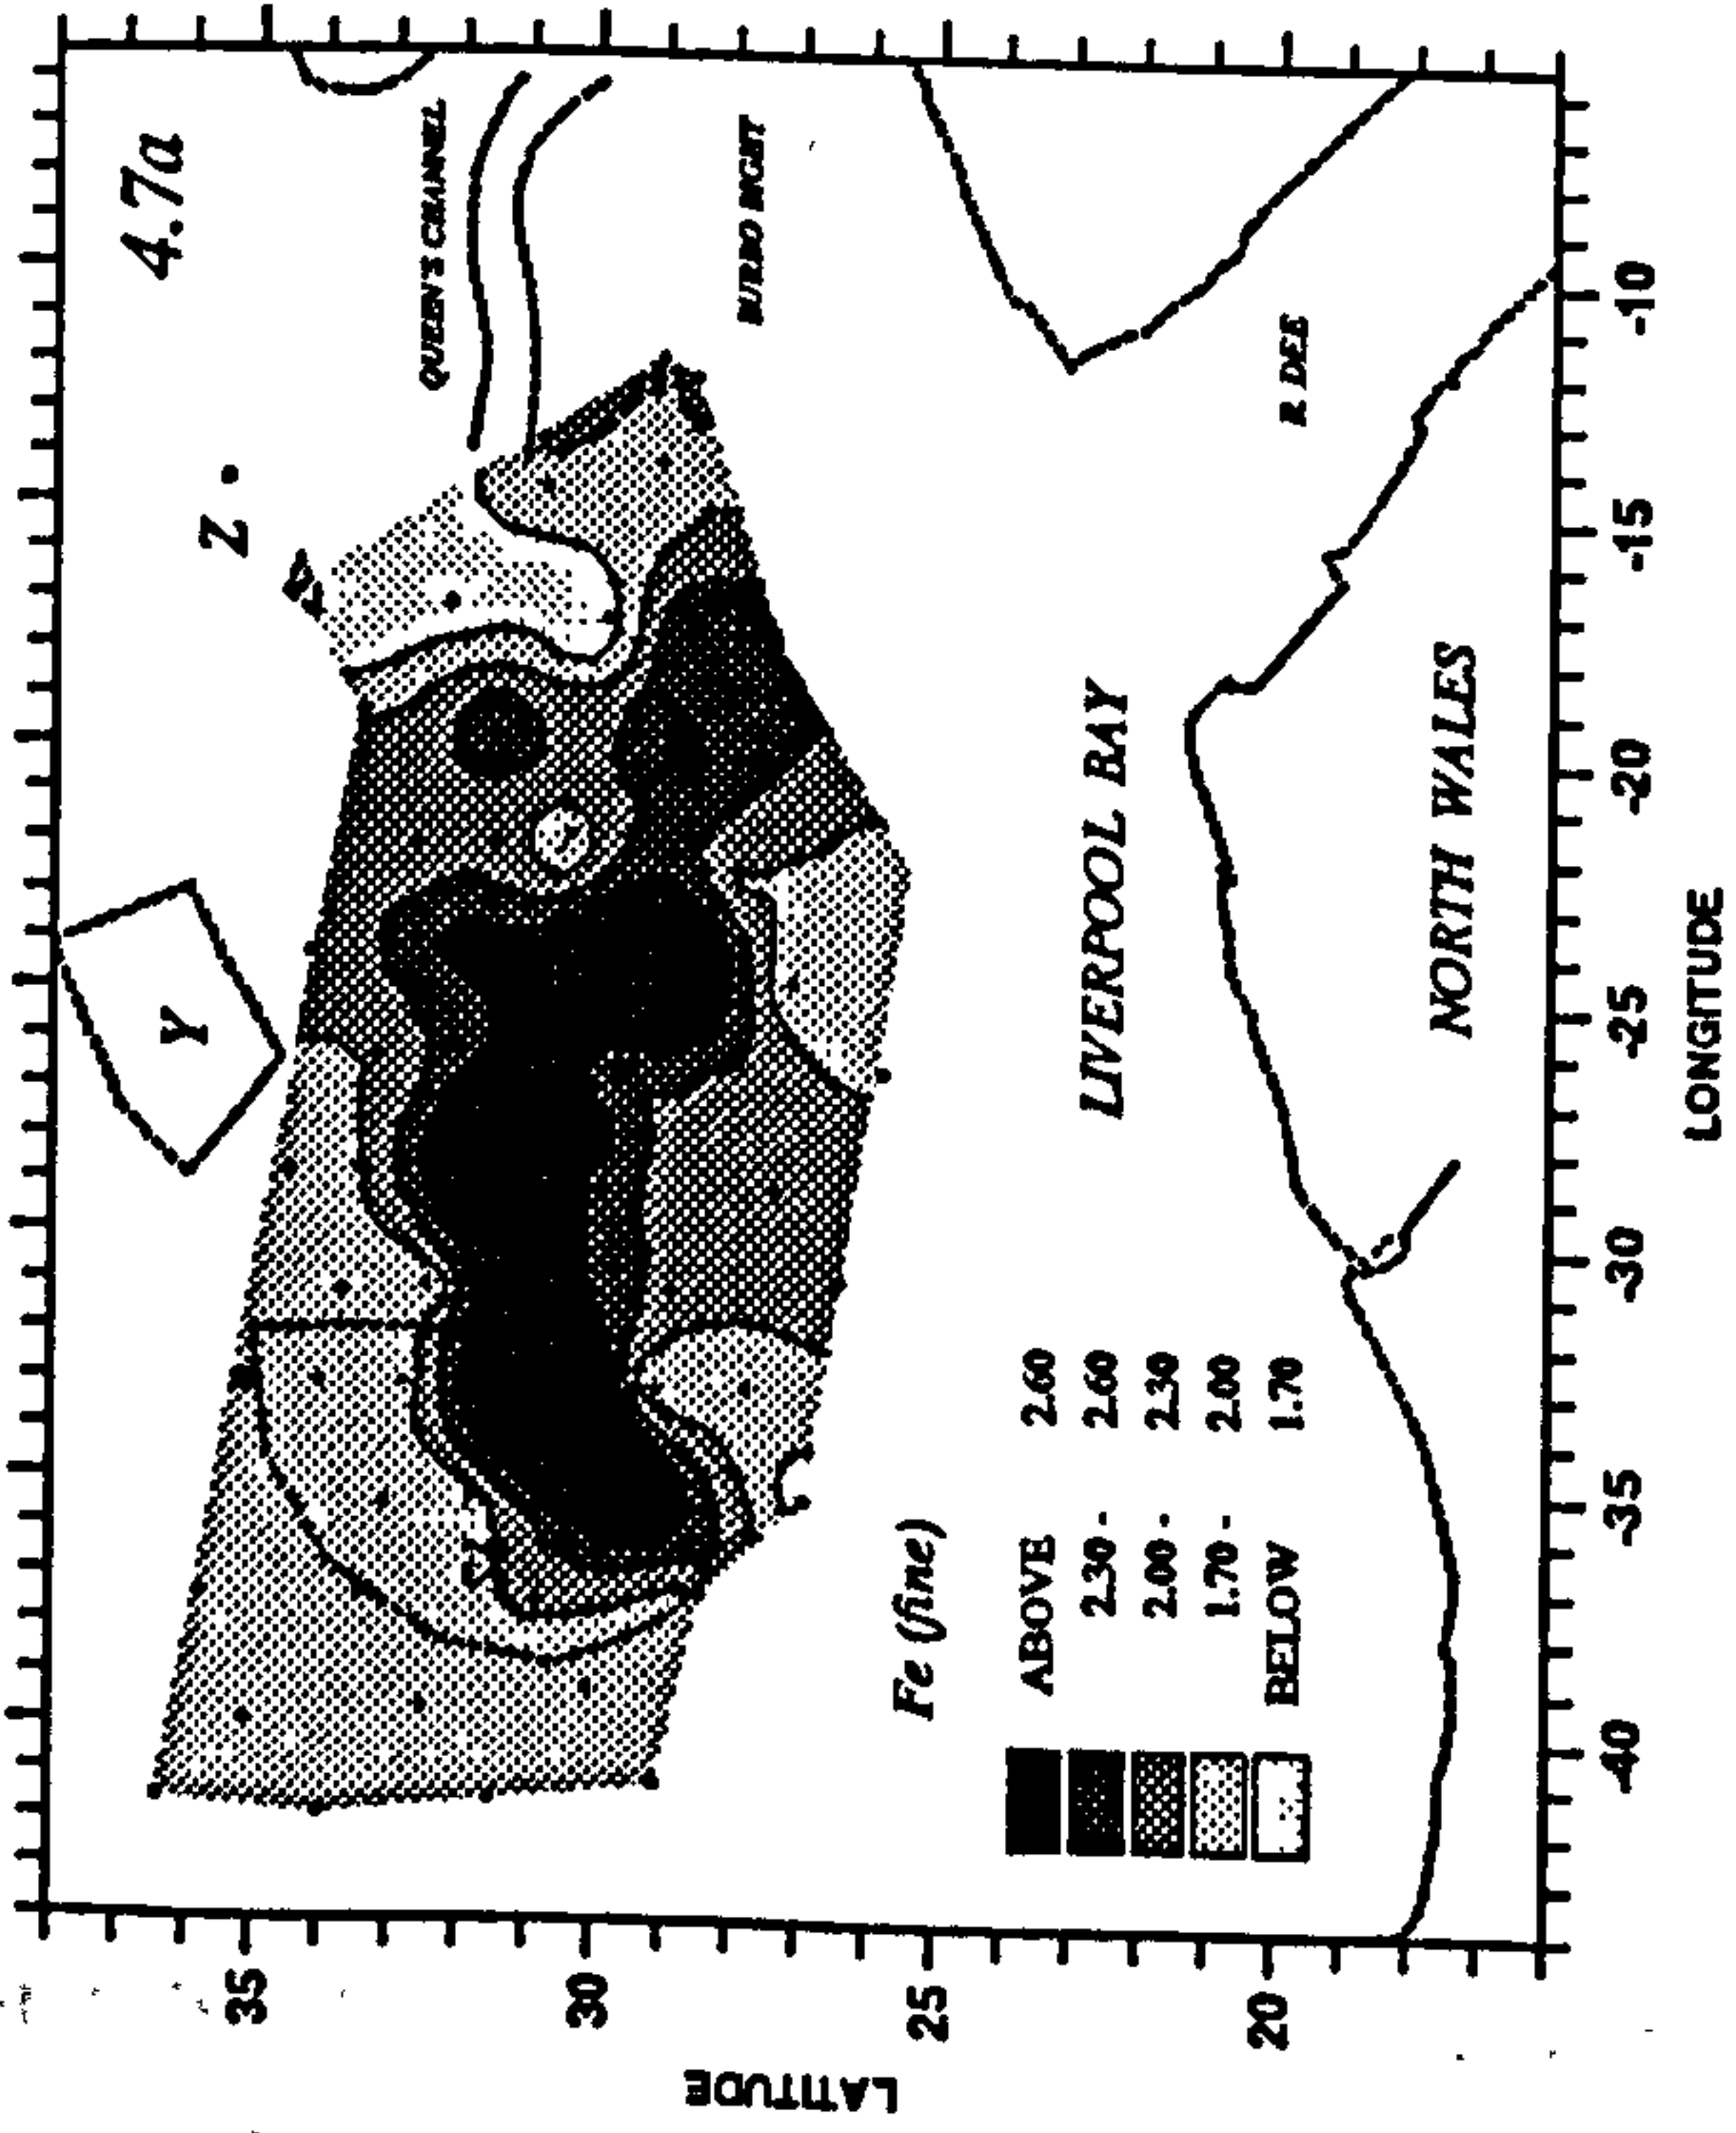 4.7a
Z
Y
QUEEN'S CHANNEL
BURBO BIGHT
R DEE
LIVERPOOL BAY
NORTH WALES
Fe (fine)
ABOVE 2.60
2.30 - 2.60
2.00 - 2.30
1.70 - 2.00
BELOW 1.70
LATITUDE
35
30
25
20
-40
-35
-30
-25
-20
-15
-10
LONGITUDE